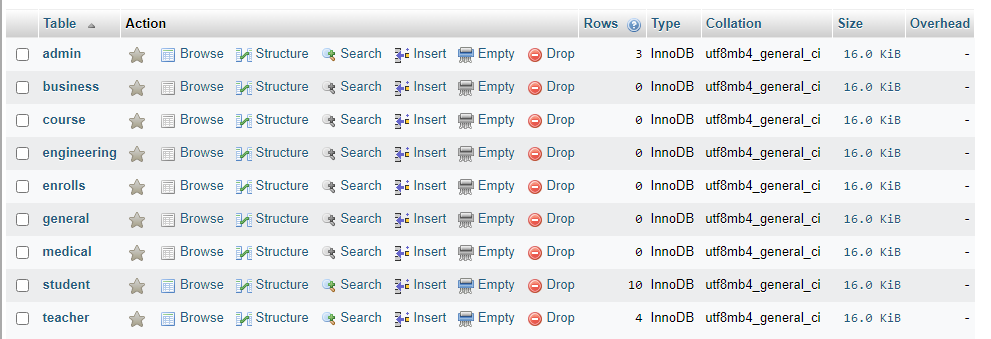 Table Action Rows Type Collation Size Overhead
admin Browse Structure Search Insert Empty Drop 3 InnoDB utf8mb4_general_ci 16.0 KiB -
business Browse Structure Search Insert Empty Drop 0 InnoDB utf8mb4_general_ci 16.0 KiB -
course Browse Structure Search Insert Empty Drop 0 InnoDB utf8mb4_general_ci 16.0 KiB -
engineering Browse Structure Search Insert Empty Drop 0 InnoDB utf8mb4_general_ci 16.0 KiB -
enrolls Browse Structure Search Insert Empty Drop 0 InnoDB utf8mb4_general_ci 16.0 KiB -
general Browse Structure Search Insert Empty Drop 0 InnoDB utf8mb4_general_ci 16.0 KiB -
medical Browse Structure Search Insert Empty Drop 0 InnoDB utf8mb4_general_ci 16.0 KiB -
student Browse Structure Search Insert Empty Drop 10 InnoDB utf8mb4_general_ci 16.0 KiB -
teacher Browse Structure Search Insert Empty Drop 4 InnoDB utf8mb4_general_ci 16.0 KiB -